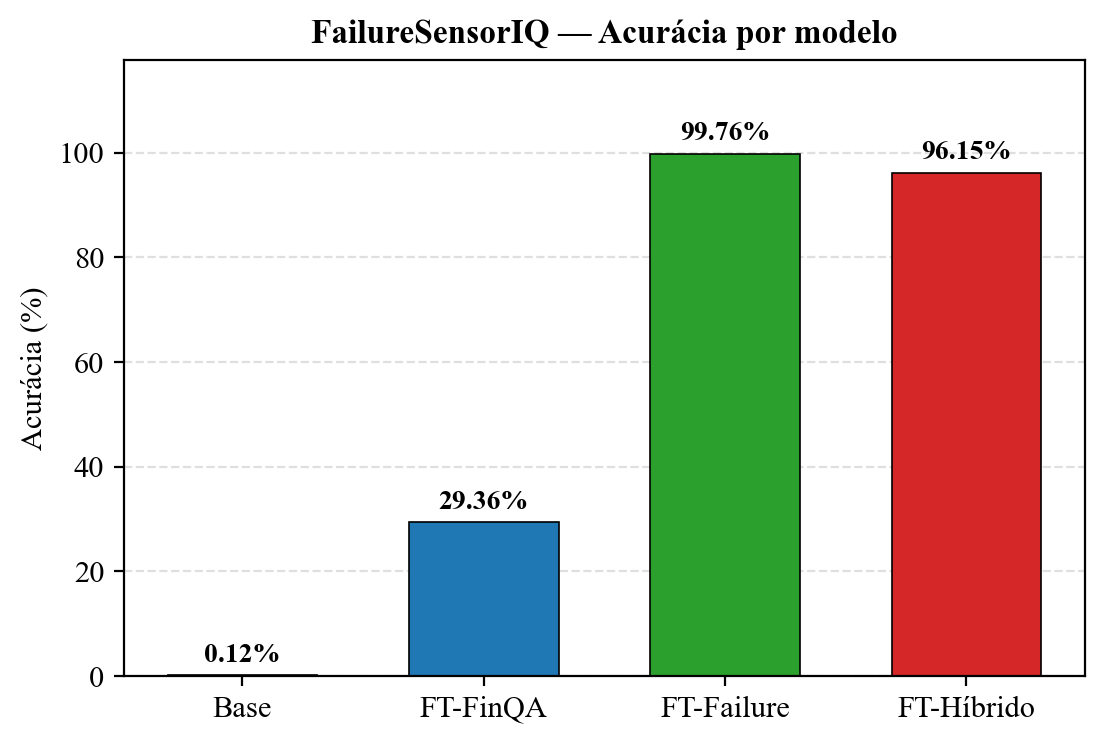 FailureSensorIQ — Acurácia por modelo
Acurácia (%)
100
80
60
40
20
0
0.12%
29.36%
99.76%
96.15%
Base
FT-FinQA
FT-Failure
FT-Híbrido